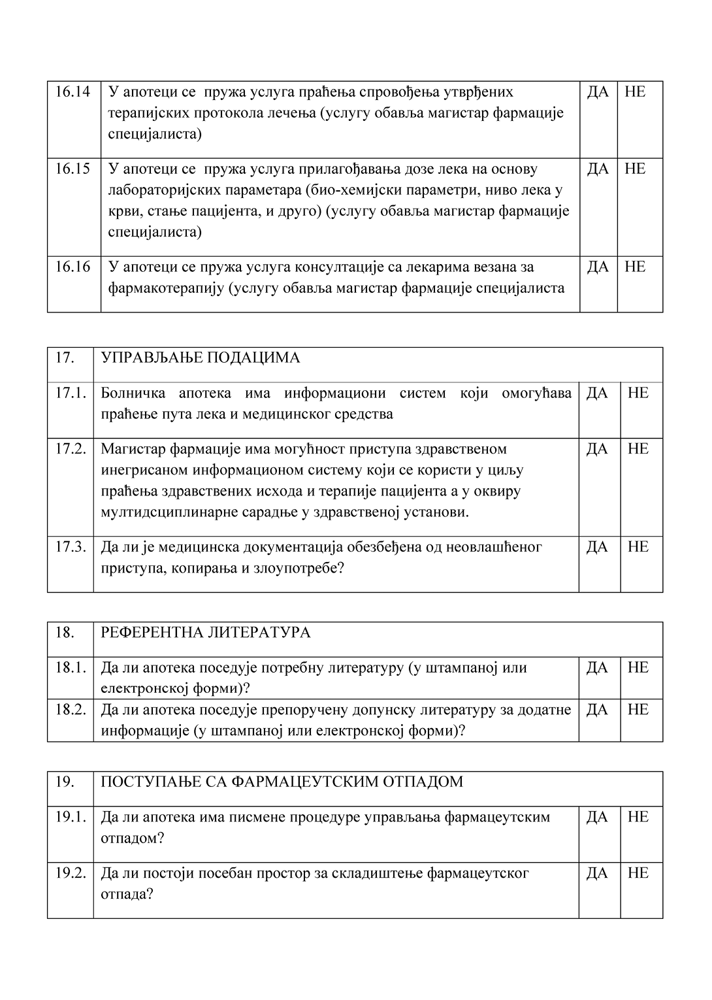 16.14 У апотеци се пружа услуга праћења спровођења утврђених ДА НЕ
терапијских протокола лечења (услугу обавља магистар фармације
специјалиста)
16.15 У апотеци се пружа услуга прилагођавања дозе лека на основу ДА НЕ
лабораторијских параметара (био-хемијски параметри, ниво лека у
крви, стање пацијента, и друго) (услугу обавља магистар фармације
специјалиста)
16.16 У апотеци се пружа услуга консултације са лекарима везана за ДА НЕ
фармакотерапију (услугу обавља магистар фармације специјалиста
17. УПРАВЉАЊЕ ПОДАЦИМА
17.1. Болничка апотека има информациони систем који омогућава ДА НЕ
праћење пута лека и медицинског средства
17.2. Магистар фармације има могућност приступа здравственом ДА НЕ
инегрисаном информационом систему који се користи у циљу
праћења здравствених исхода и терапије пацијента а у оквиру
мултидсциплинарне сарадње у здравственој установи.
17.3. Да ли је медицинска документација обезбеђена од неовлашћеног ДА НЕ
приступа, копирања и злоупотребе?
18. РЕФЕРЕНТНА ЛИТЕРАТУРА
18.1. Да ли апотека поседује потребну литературу (у штампаној или ДА НЕ
електронској форми)?
18.2. Да ли апотека поседује препоручену допунску литературу за додатне ДА НЕ
информације (у штампаној или електронској форми)?
19. ПОСТУПАЊЕ СА ФАРМАЦЕУТСКИМ ОТПАДОМ
19.1. Да ли апотека има писмене процедуре управљања фармацеутским ДА НЕ
отпадом?
19.2. Да ли постоји посебан простор за складиштење фармацеутског ДА НЕ
отпада?